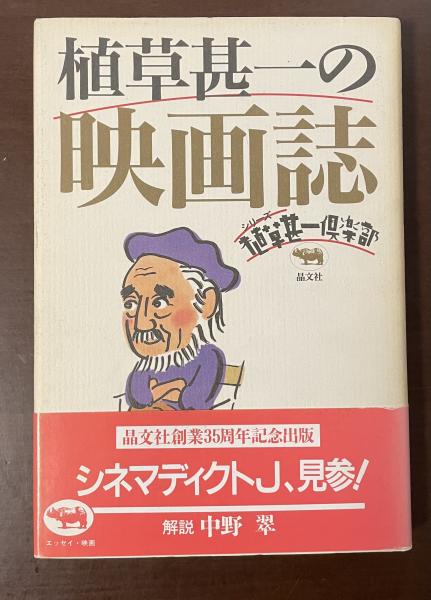 植草甚一の
映画誌
シリーズ
植草甚一倶楽部
晶文社
晶文社創業35周年記念出版
シネマディクトJ、見参!
解説 中野 翠
エッセイ・映画